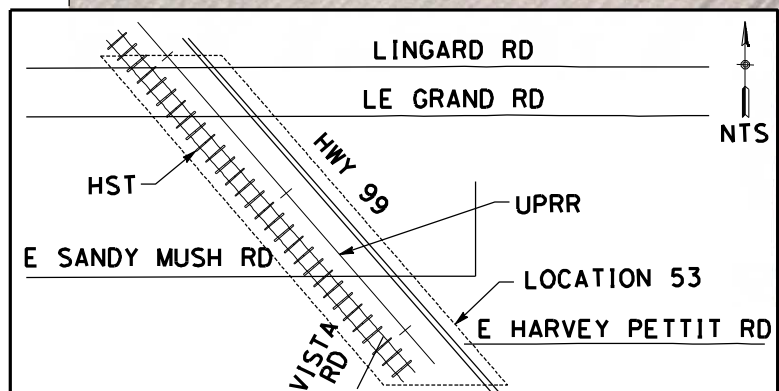 LINGARD RD
LE GRAND RD
NTS
HWY 99
HST
UPRR
E SANDY MUSH RD
LOCATION 53
E HARVEY PETTIT RD
VISTA
RD